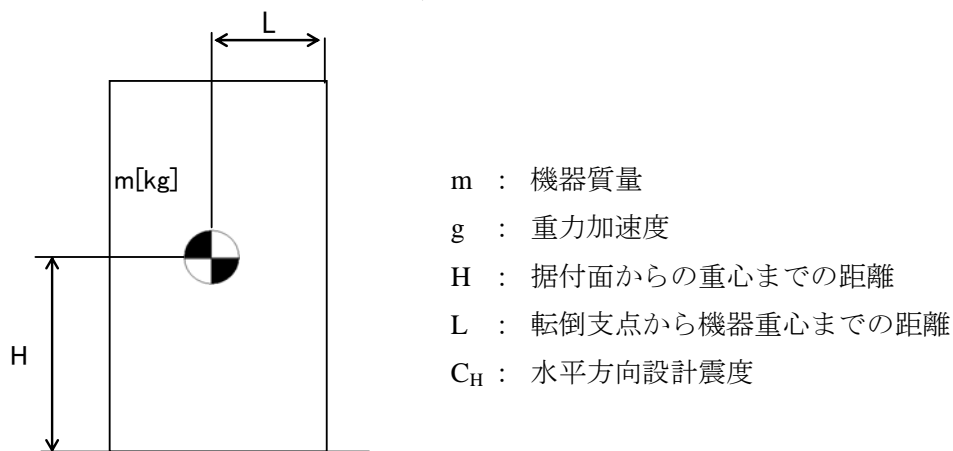 L
m[kg]
H
m : 機器質量
g : 重力加速度
H : 据付面からの重心までの距離
L : 転倒支点から機器重心までの距離
C_H : 水平方向設計震度